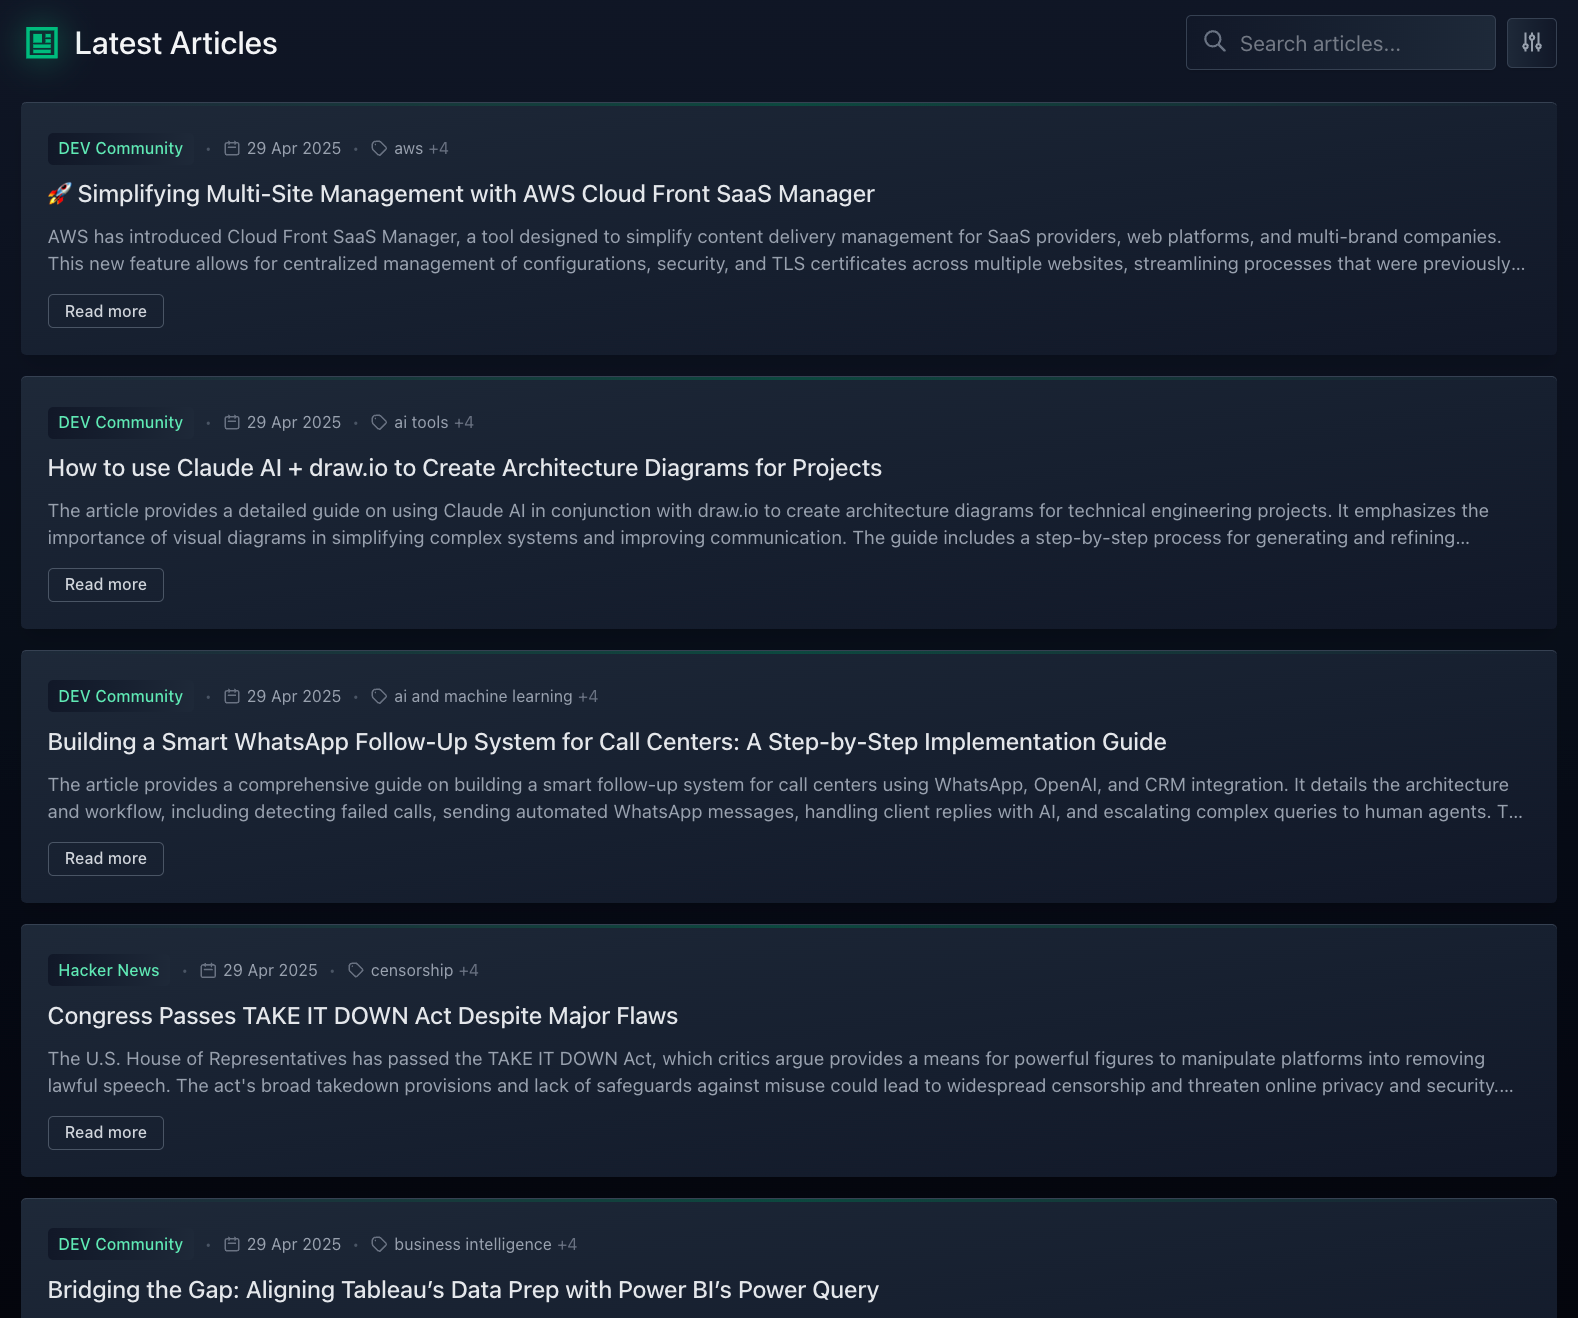 Latest Articles
Search articles...
DEV Community · 29 Apr 2025 · aws +4
🚀 Simplifying Multi-Site Management with AWS Cloud Front SaaS Manager
AWS has introduced Cloud Front SaaS Manager, a tool designed to simplify content delivery management for SaaS providers, web platforms, and multi-brand companies.
This new feature allows for centralized management of configurations, security, and TLS certificates across multiple websites, streamlining processes that were previously…
Read more
DEV Community · 29 Apr 2025 · ai tools +4
How to use Claude AI + draw.io to Create Architecture Diagrams for Projects
The article provides a detailed guide on using Claude AI in conjunction with draw.io to create architecture diagrams for technical engineering projects. It emphasizes the
importance of visual diagrams in simplifying complex systems and improving communication. The guide includes a step-by-step process for generating and refining…
Read more
DEV Community · 29 Apr 2025 · ai and machine learning +4
Building a Smart WhatsApp Follow-Up System for Call Centers: A Step-by-Step Implementation Guide
The article provides a comprehensive guide on building a smart follow-up system for call centers using WhatsApp, OpenAI, and CRM integration. It details the architecture
and workflow, including detecting failed calls, sending automated WhatsApp messages, handling client replies with AI, and escalating complex queries to human agents. T…
Read more
Hacker News · 29 Apr 2025 · censorship +4
Congress Passes TAKE IT DOWN Act Despite Major Flaws
The U.S. House of Representatives has passed the TAKE IT DOWN Act, which critics argue provides a means for powerful figures to manipulate platforms into removing
lawful speech. The act's broad takedown provisions and lack of safeguards against misuse could lead to widespread censorship and threaten online privacy and security.…
Read more
DEV Community · 29 Apr 2025 · business intelligence +4
Bridging the Gap: Aligning Tableau’s Data Prep with Power BI’s Power Query